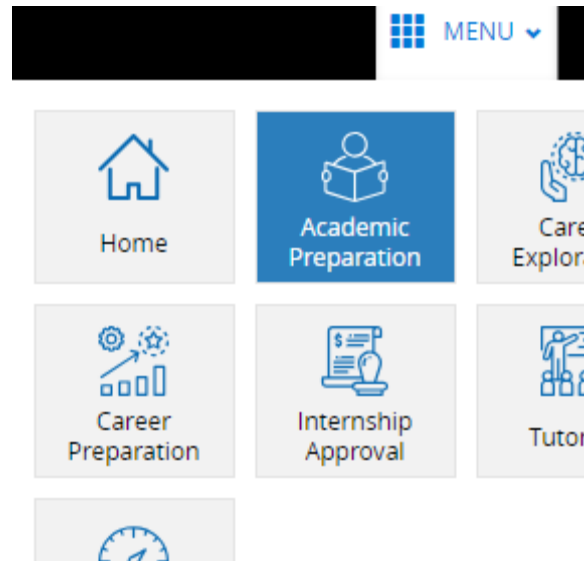 MENU
Home
Academic
Preparation
Career
Preparation
Internship
Approval